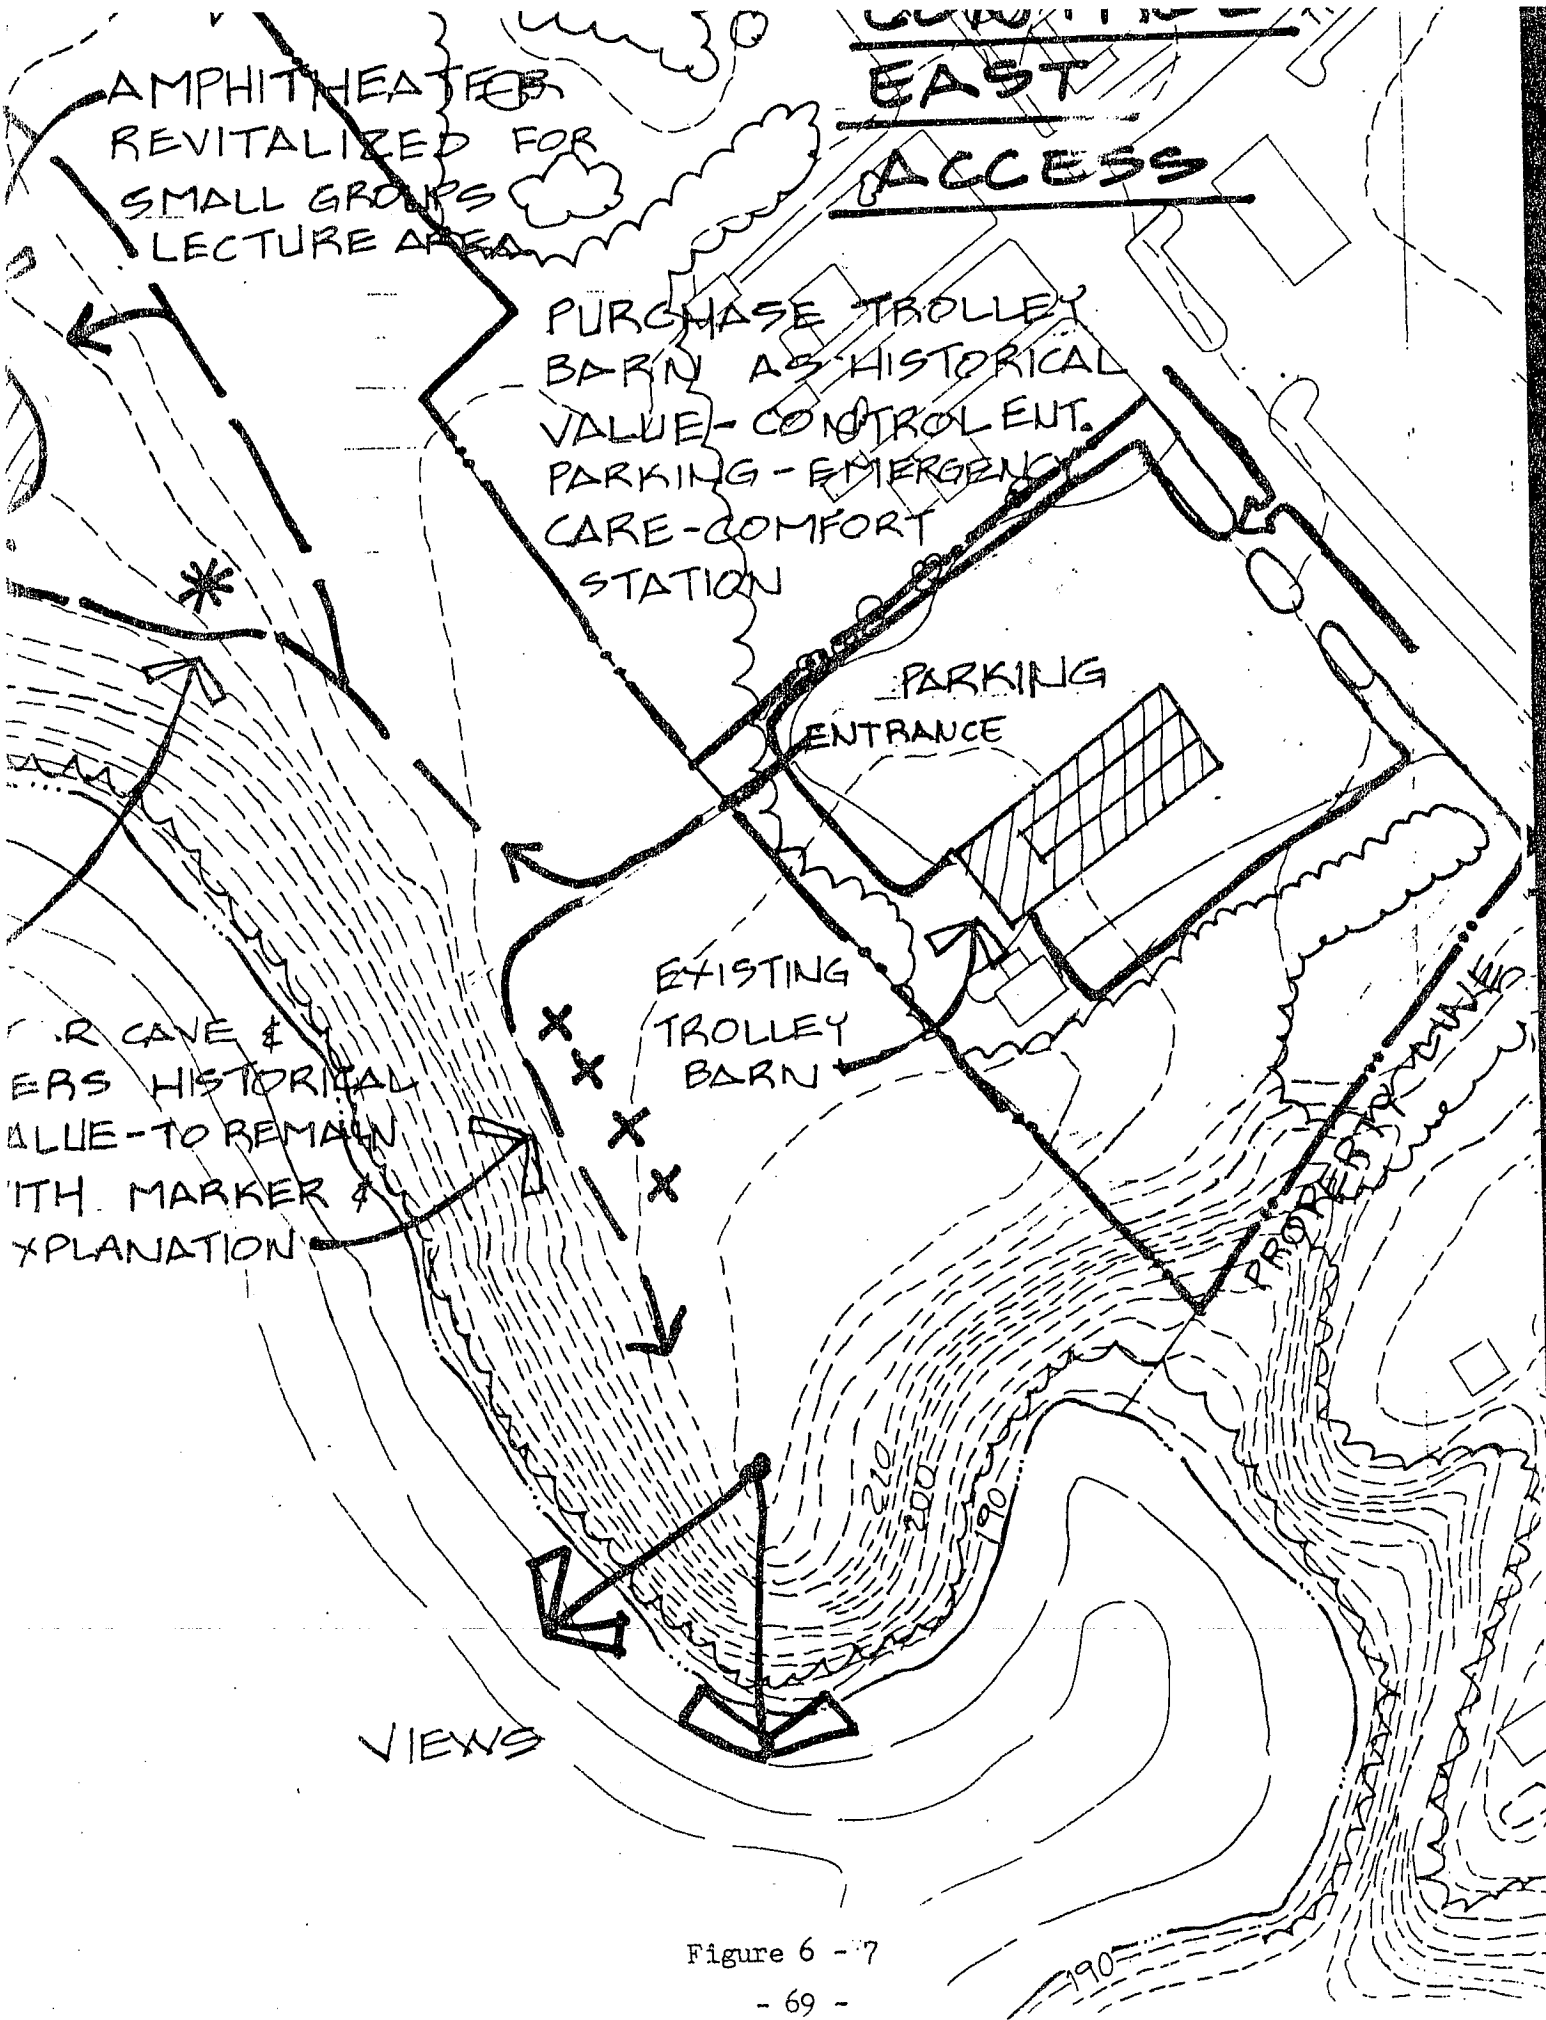 EAST
ACCESS
AMPHITHEATER
REVITALIZED FOR
SMALL GROUPS
LECTURE AREA
PURCHASE TROLLEY
BARN AS HISTORICAL
VALUE - CONTROL ENT.
PARKING - EMERGENCY
CARE - COMFORT
STATION
PARKING
ENTRANCE
EXISTING
TROLLEY
BARN
R CAVE &
ERS HISTORICAL
ALUE - TO REMAIN
ITH MARKER &
XPLANATION
PROPERTY LINE
210
200
190
VIEWS
190
Figure 6 - 7
- 69 -